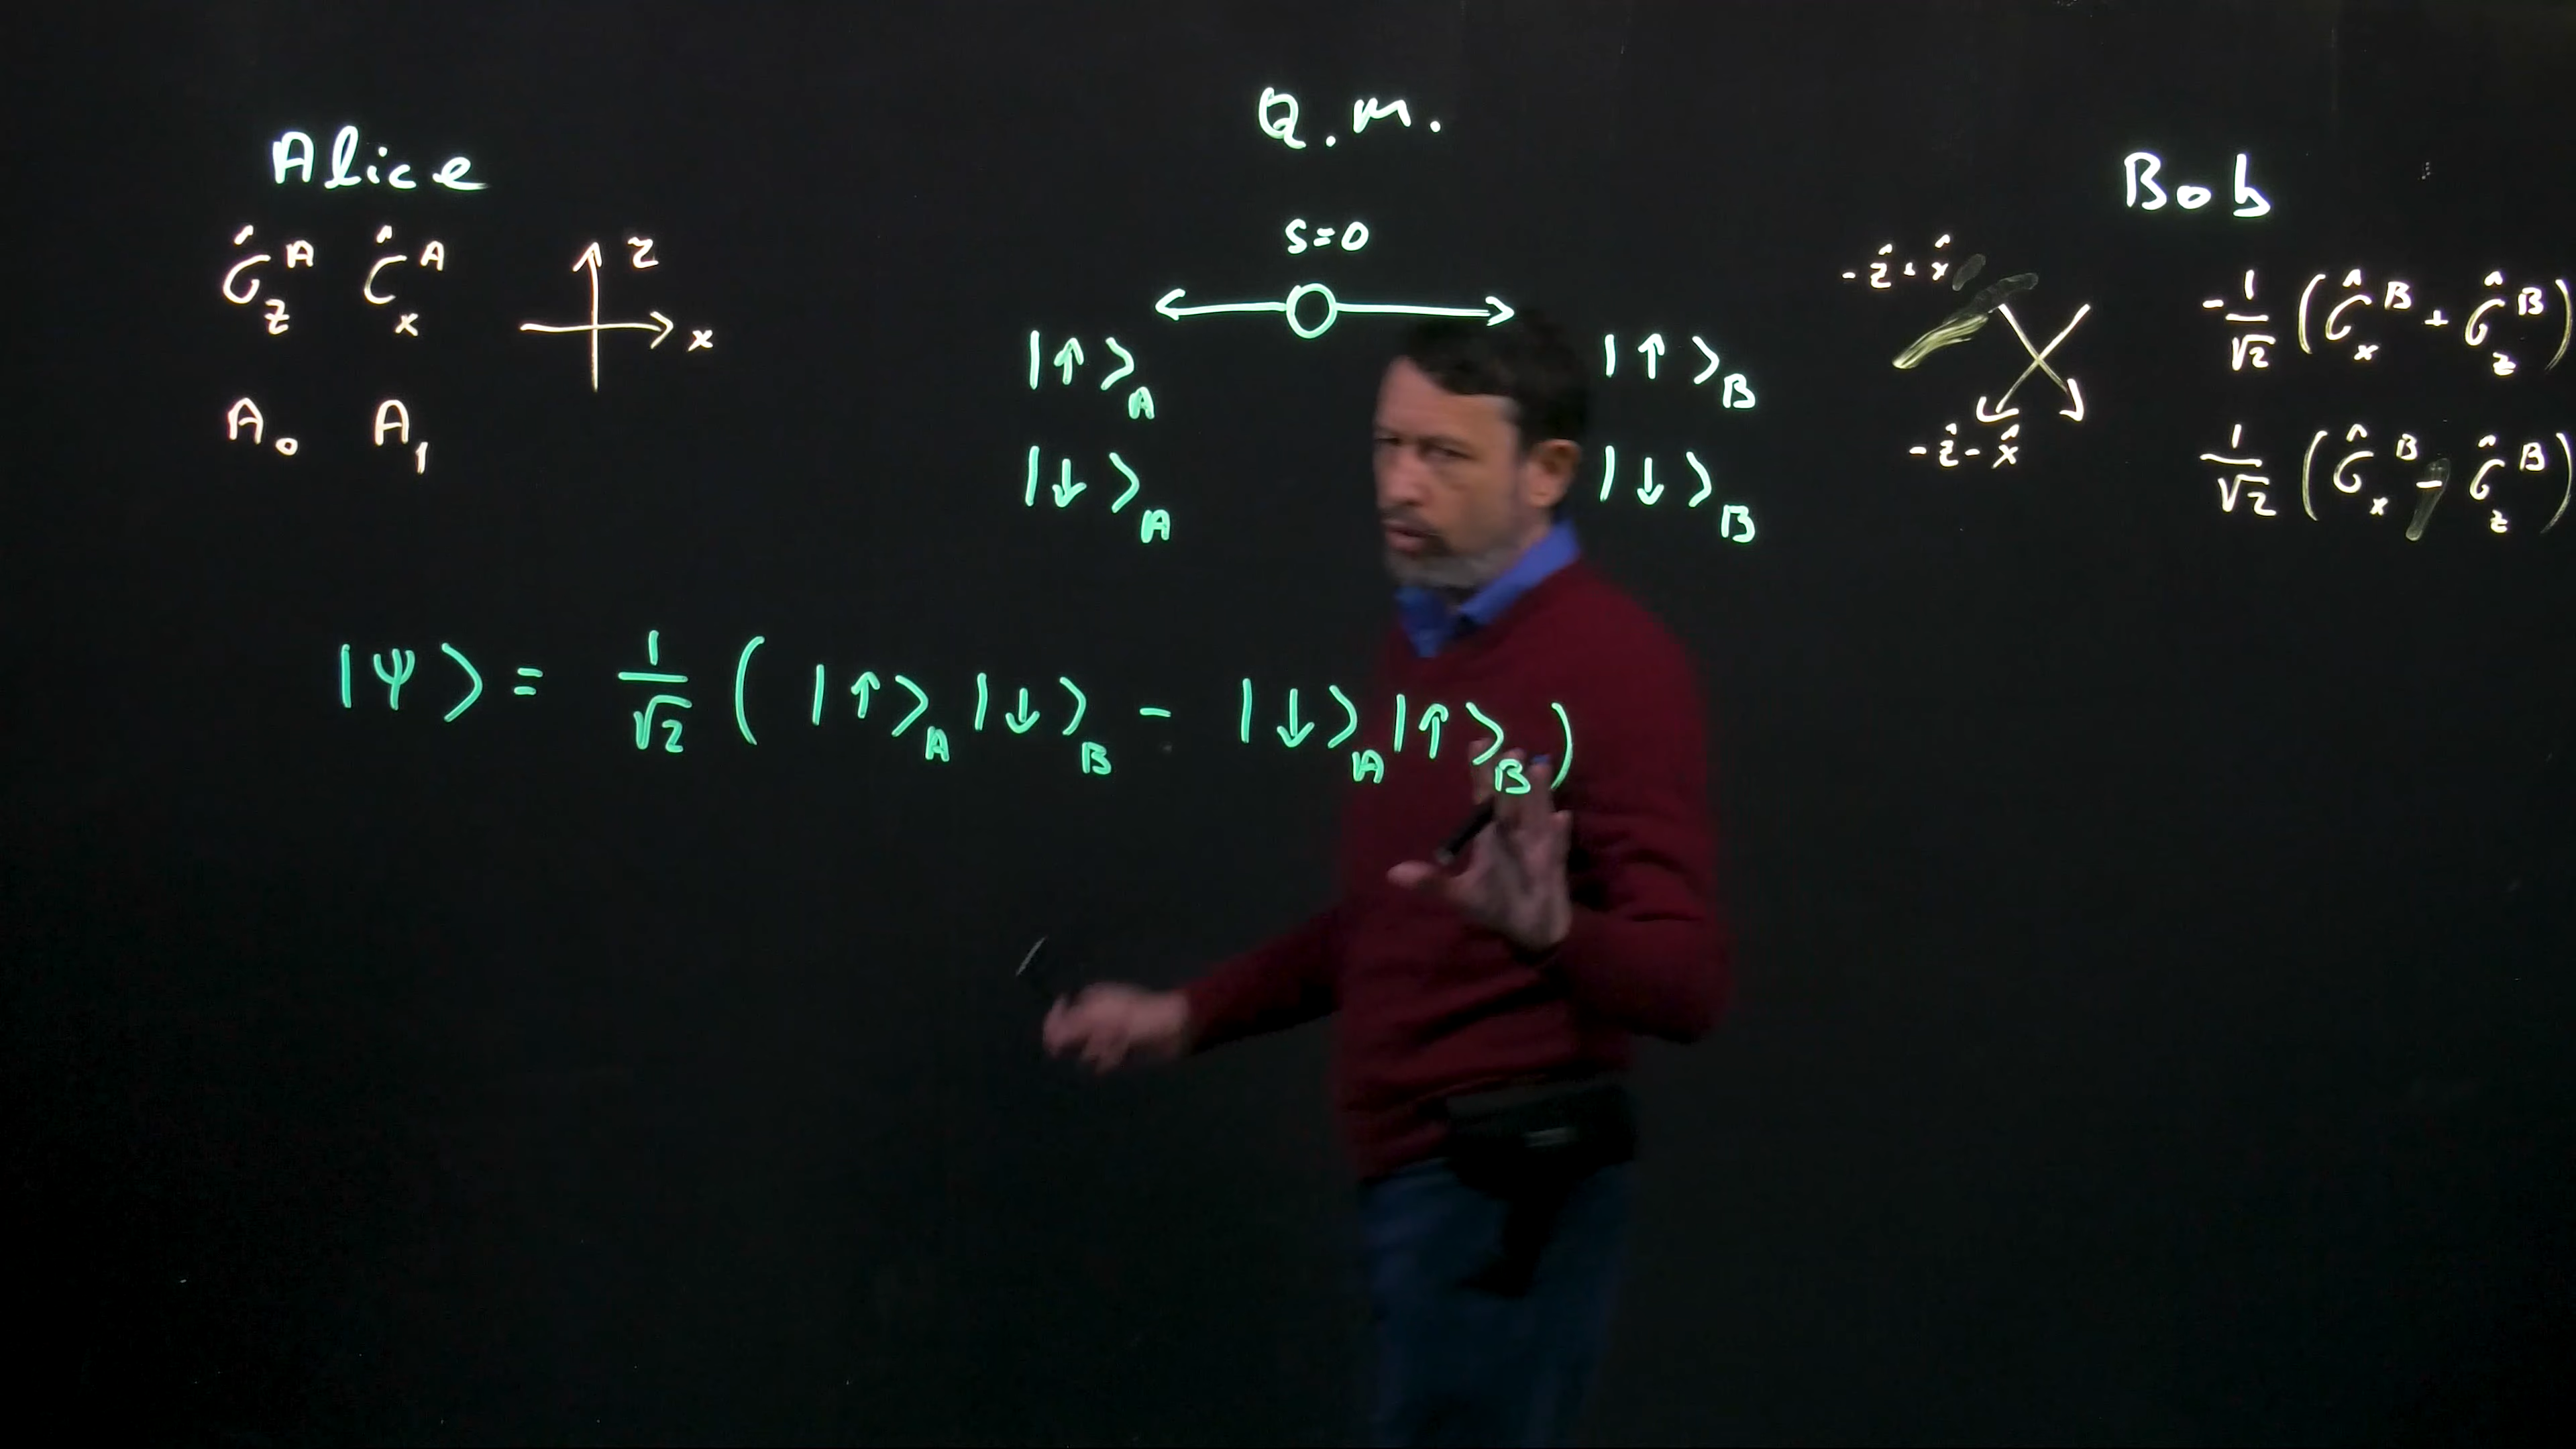 Q.M.
Alice
Bob
σ̂_z^A σ̂_x^A
z
x
A₀ A₁
S=0
|↑⟩_A |↑⟩_B
|↓⟩_A |↓⟩_B
-ẑ+x̂
-ẑ-x̂
-1/√2 (σ̂_x^B + σ̂_z^B)
1/√2 (σ̂_x^B - σ̂_z^B)
|ψ⟩ = 1/√2 ( |↑⟩_A |↓⟩_B - |↓⟩_A |↑⟩_B )